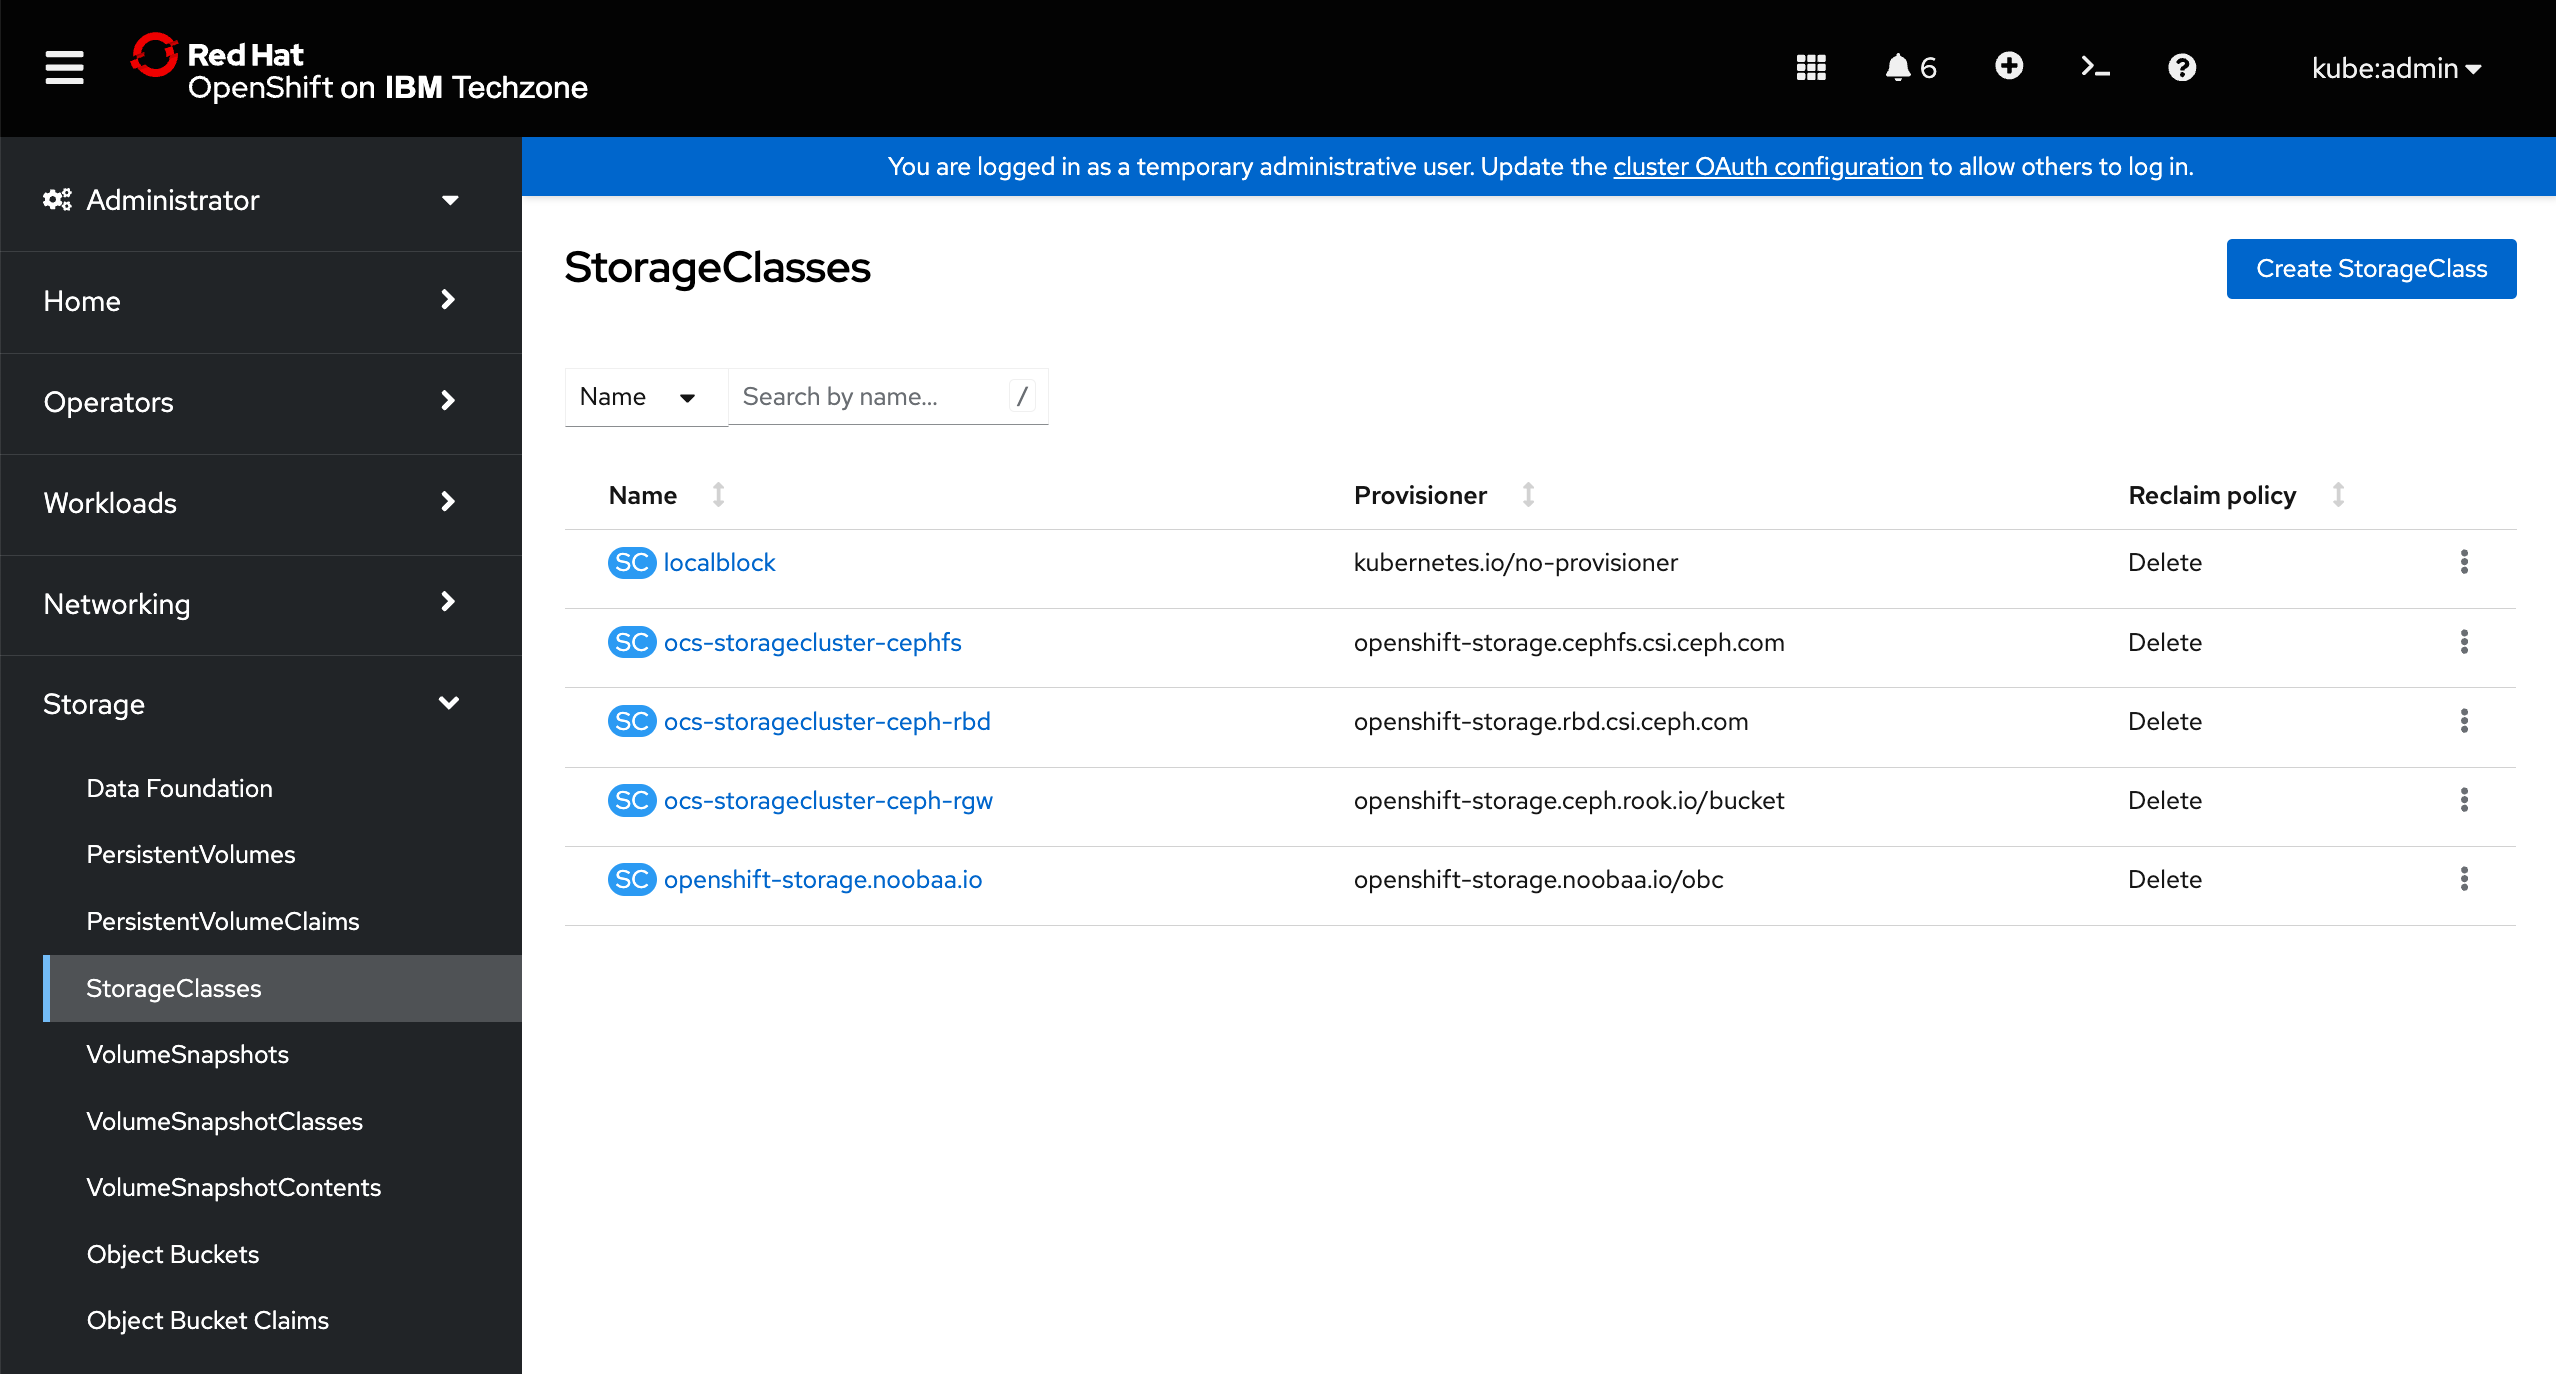 Red Hat
OpenShift on IBM Techzone
6
kube:admin
You are logged in as a temporary administrative user. Update the cluster OAuth configuration to allow others to log in.
Administrator
Home
Operators
Workloads
Networking
Storage
Data Foundation
PersistentVolumes
PersistentVolumeClaims
StorageClasses
VolumeSnapshots
VolumeSnapshotClasses
VolumeSnapshotContents
Object Buckets
Object Bucket Claims
StorageClasses
Create StorageClass
Name Search by name... /
Name Provisioner Reclaim policy
SC localblock kubernetes.io/no-provisioner Delete
SC ocs-storagecluster-cephfs openshift-storage.cephfs.csi.ceph.com Delete
SC ocs-storagecluster-ceph-rbd openshift-storage.rbd.csi.ceph.com Delete
SC ocs-storagecluster-ceph-rgw openshift-storage.ceph.rook.io/bucket Delete
SC openshift-storage.noobaa.io openshift-storage.noobaa.io/obc Delete